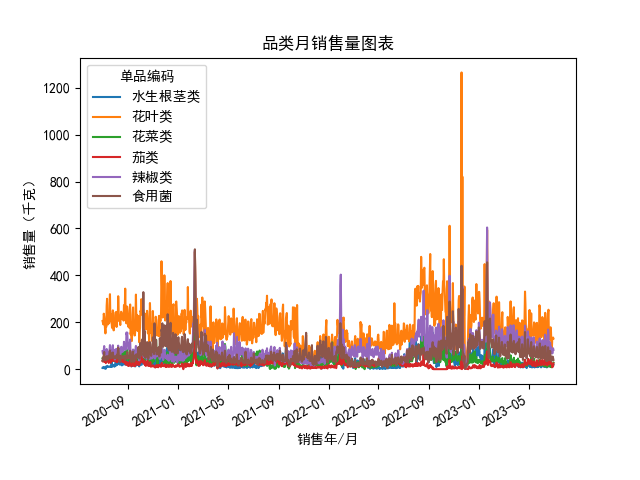 品类月销售量图表
单品编码
水生根茎类
花叶类
花菜类
茄类
辣椒类
食用菌
销售量（千克）
1200
1000
800
600
400
200
0
2020-09
2021-01
2021-05
2021-09
2022-01
2022-05
2022-09
2023-01
2023-05
销售年/月